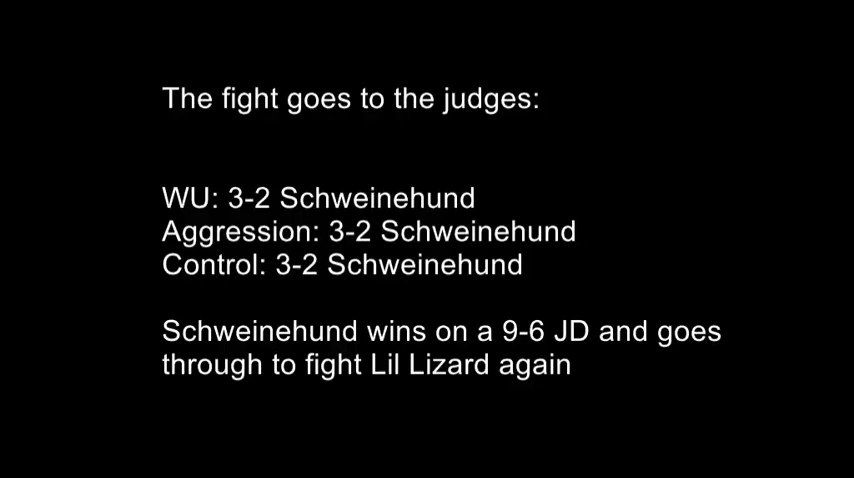 The fight goes to the judges:
WU: 3-2 Schweinehund
Aggression: 3-2 Schweinehund
Control: 3-2 Schweinehund
Schweinehund wins on a 9-6 JD and goes
through to fight Lil Lizard again